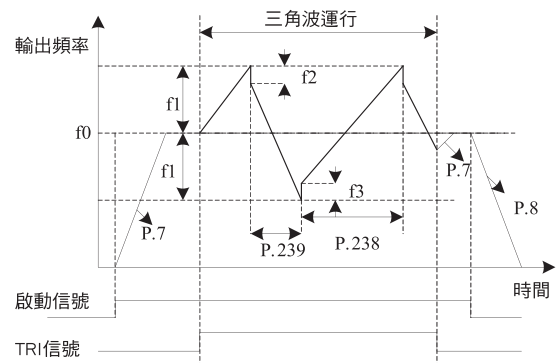 三角波運行
輸出頻率
f1
f2
f0
f1
f3
P.7
P.7
P.8
P.239
P.238
時間
啟動信號
TRI信號